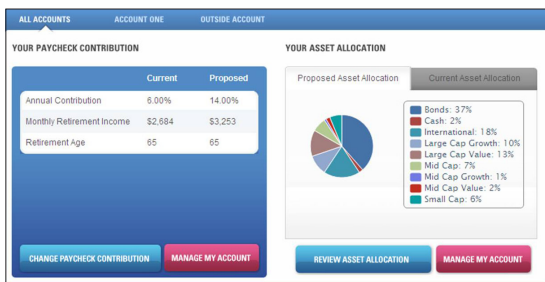 ALL ACCOUNTS ACCOUNT ONE OUTSIDE ACCOUNT
YOUR PAYCHECK CONTRIBUTION
Current Proposed
Annual Contribution 6.00% 14.00%
Monthly Retirement Income $2,684 $3,253
Retirement Age 65 65
CHANGE PAYCHECK CONTRIBUTION MANAGE MY ACCOUNT
YOUR ASSET ALLOCATION
Proposed Asset Allocation Current Asset Allocation
Bonds: 37%
Cash: 2%
International: 18%
Large Cap Growth: 10%
Large Cap Value: 13%
Mid Cap: 7%
Mid Cap Growth: 1%
Mid Cap Value: 2%
Small Cap: 6%
REVIEW ASSET ALLOCATION MANAGE MY ACCOUNT